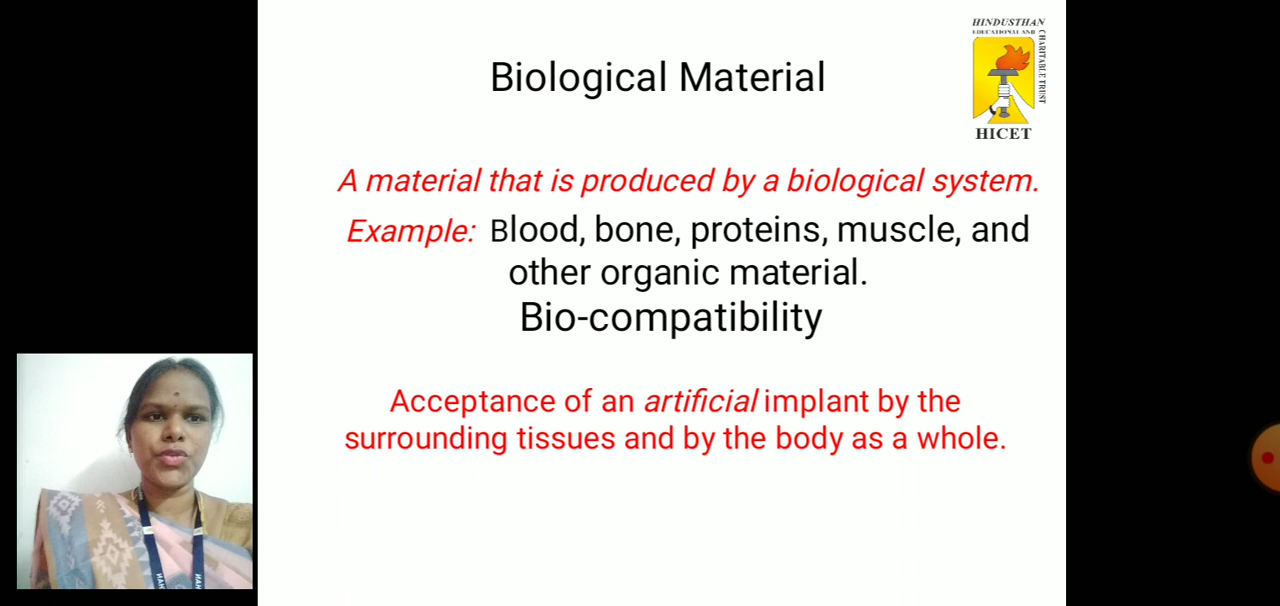 HINDUSTHAN
EDUCATIONAL AND
CHARITABLE TRUST
HICET
Biological Material
A material that is produced by a biological system.
Example: Blood, bone, proteins, muscle, and
other organic material.
Bio-compatibility
Acceptance of an artificial implant by the
surrounding tissues and by the body as a whole.